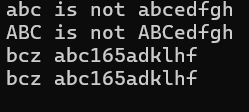 abc is not abcedfgh
ABC is not ABCedfgh
bcz abc165adklhf
bcz abc165adklhf